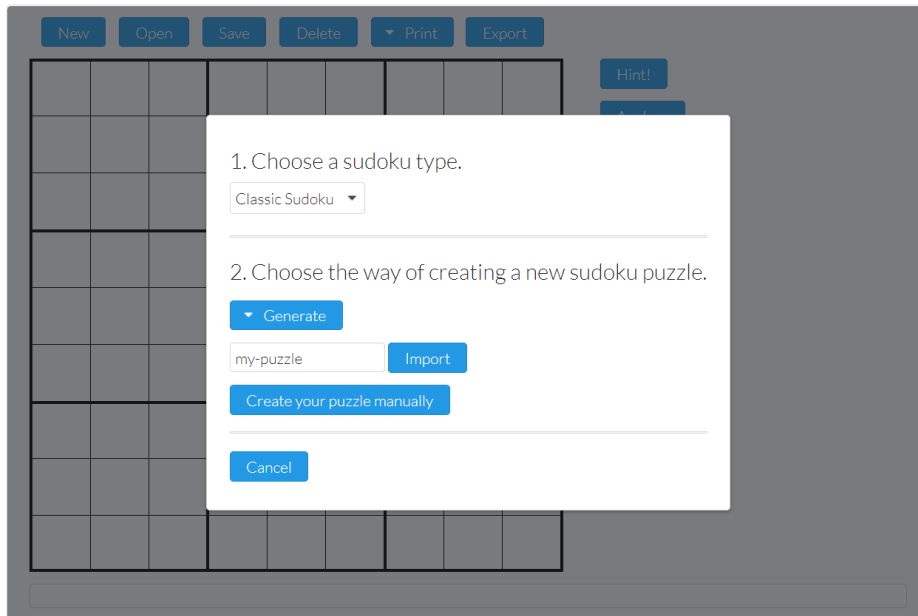 New Open Save Delete Print Export
Hint!
1. Choose a sudoku type.
Classic Sudoku
2. Choose the way of creating a new sudoku puzzle.
Generate
my-puzzle Import
Create your puzzle manually
Cancel